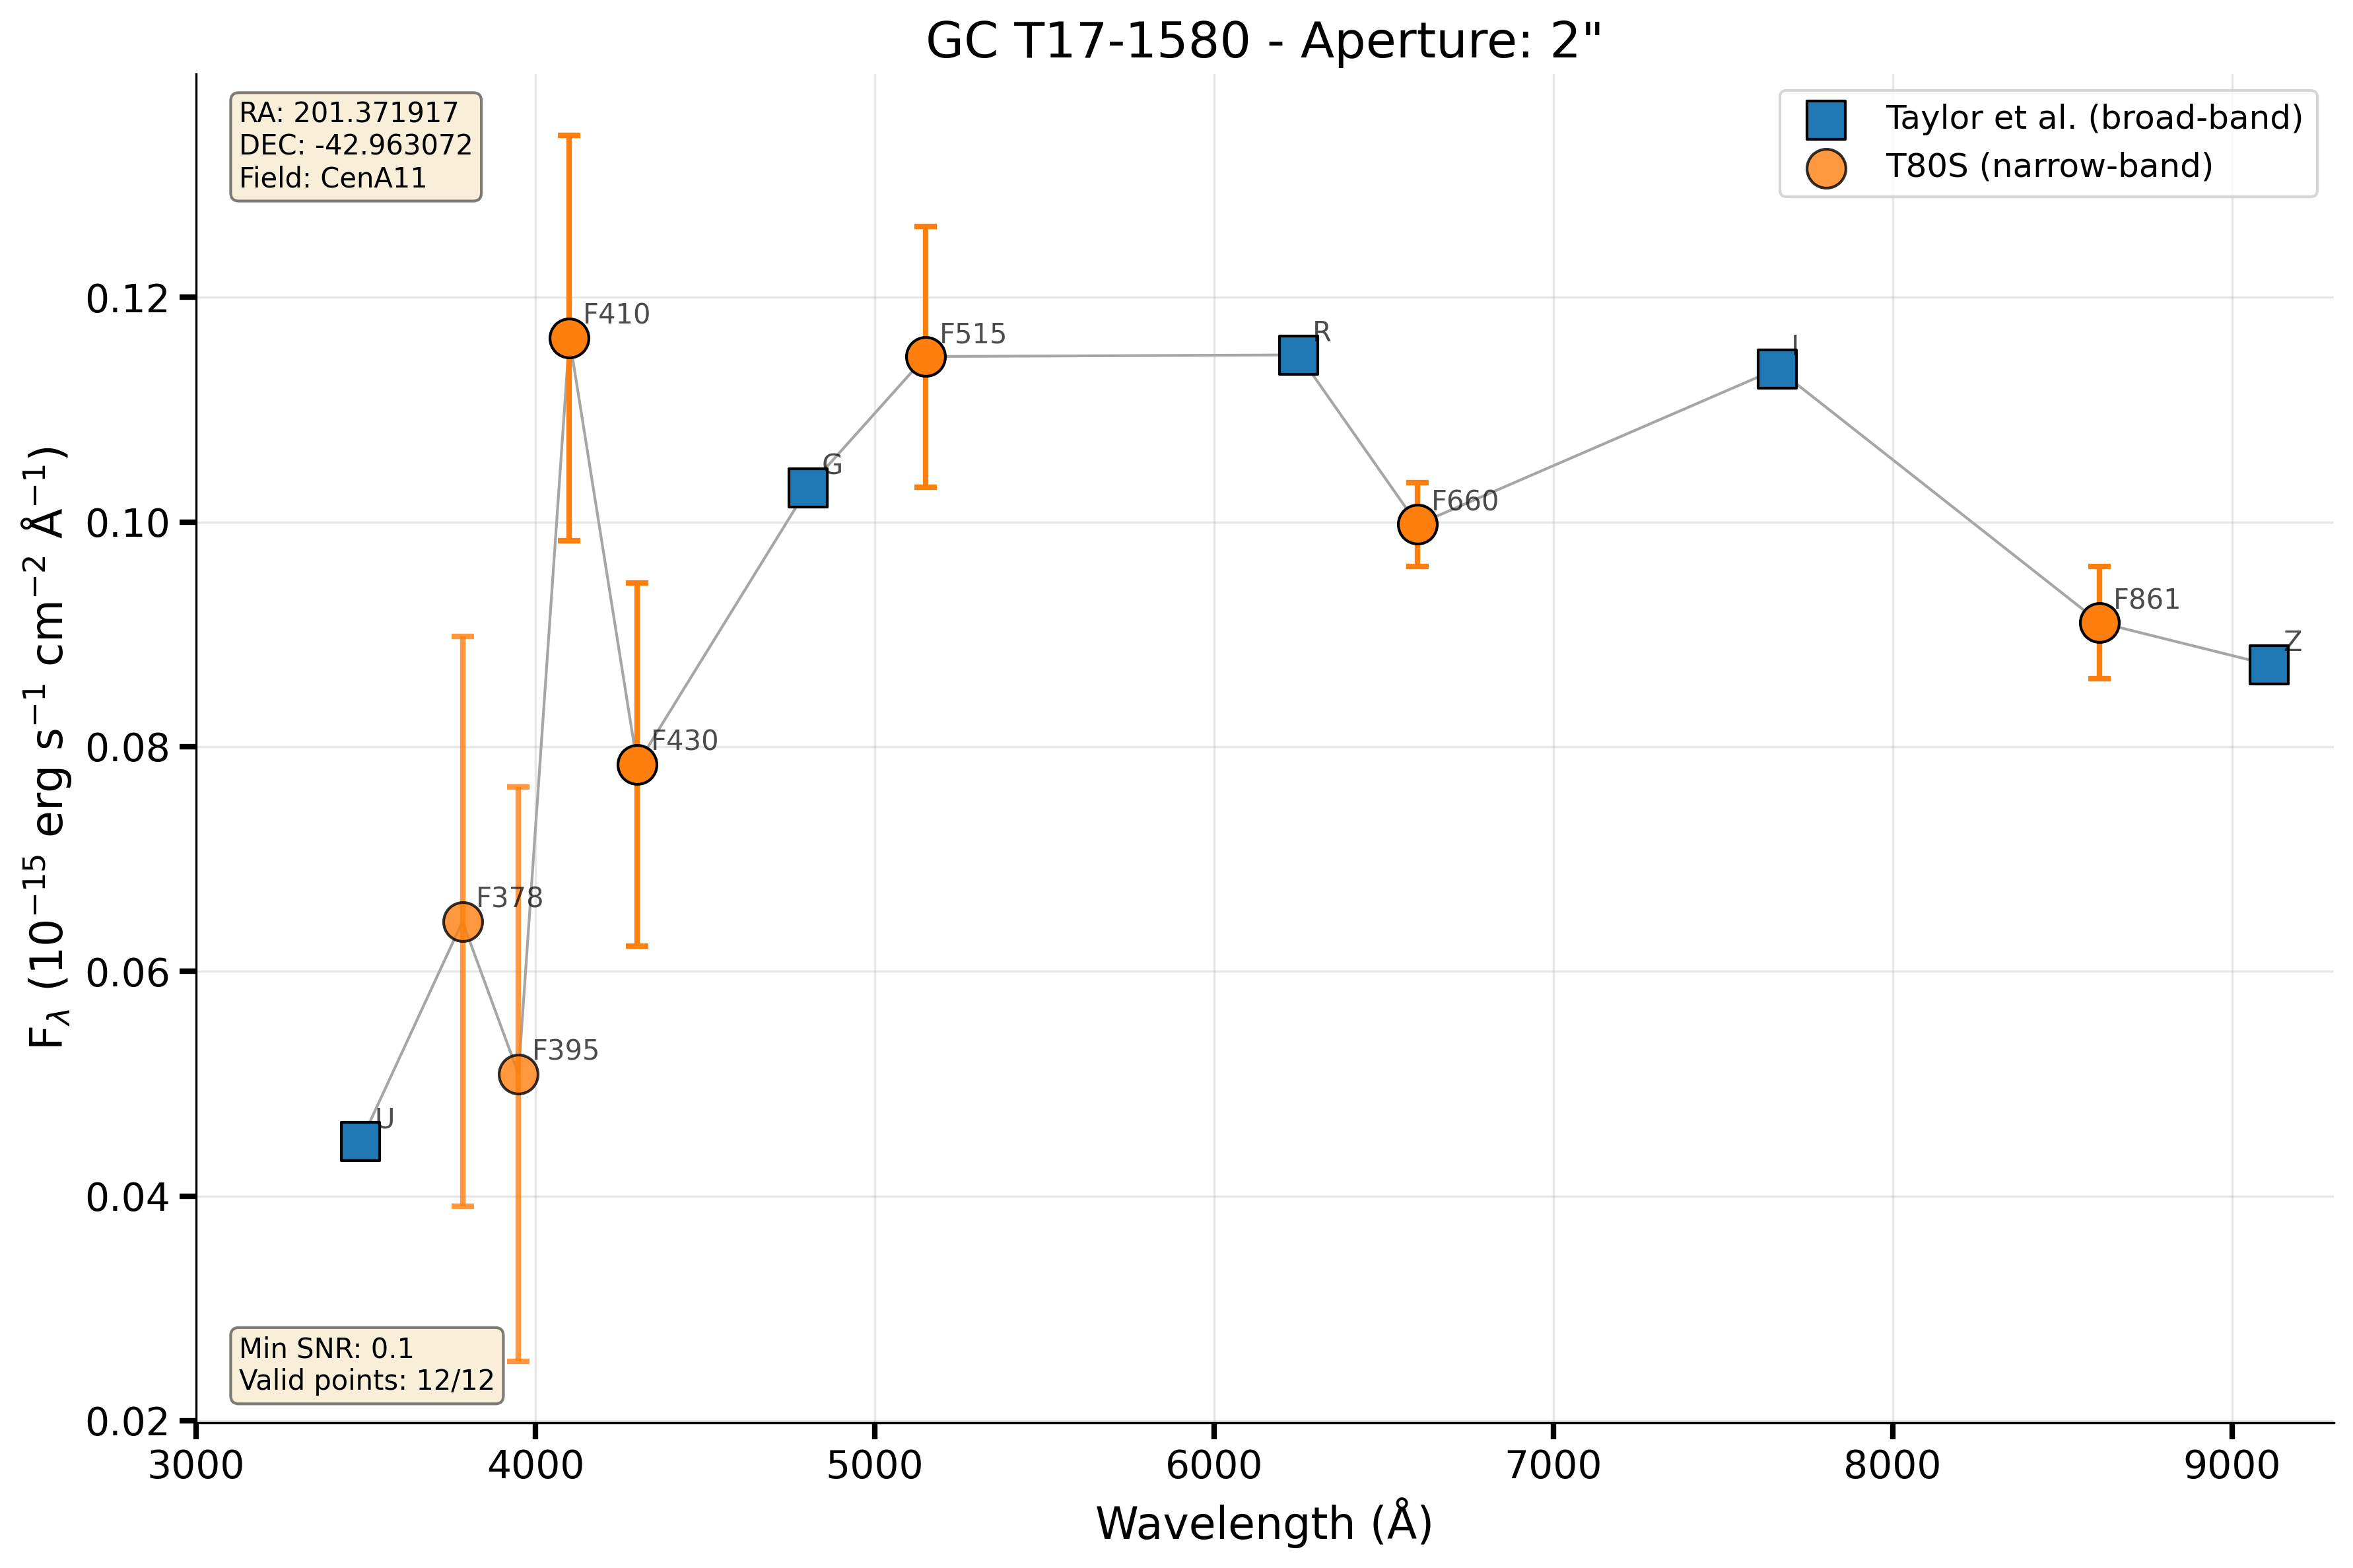 GC T17-1580 - Aperture: 2"
RA: 201.371917
DEC: -42.963072
Field: CenA11
Taylor et al. (broad-band)
T80S (narrow-band)
F410
F515
R
I
G
F660
F861
Z
F430
F378
F395
U
Min SNR: 0.1
Valid points: 12/12
0.12
0.10
0.08
0.06
0.04
0.02
3000 4000 5000 6000 7000 8000 9000
Wavelength (Å)
F_λ (10⁻¹⁵ erg s⁻¹ cm⁻² Å⁻¹)